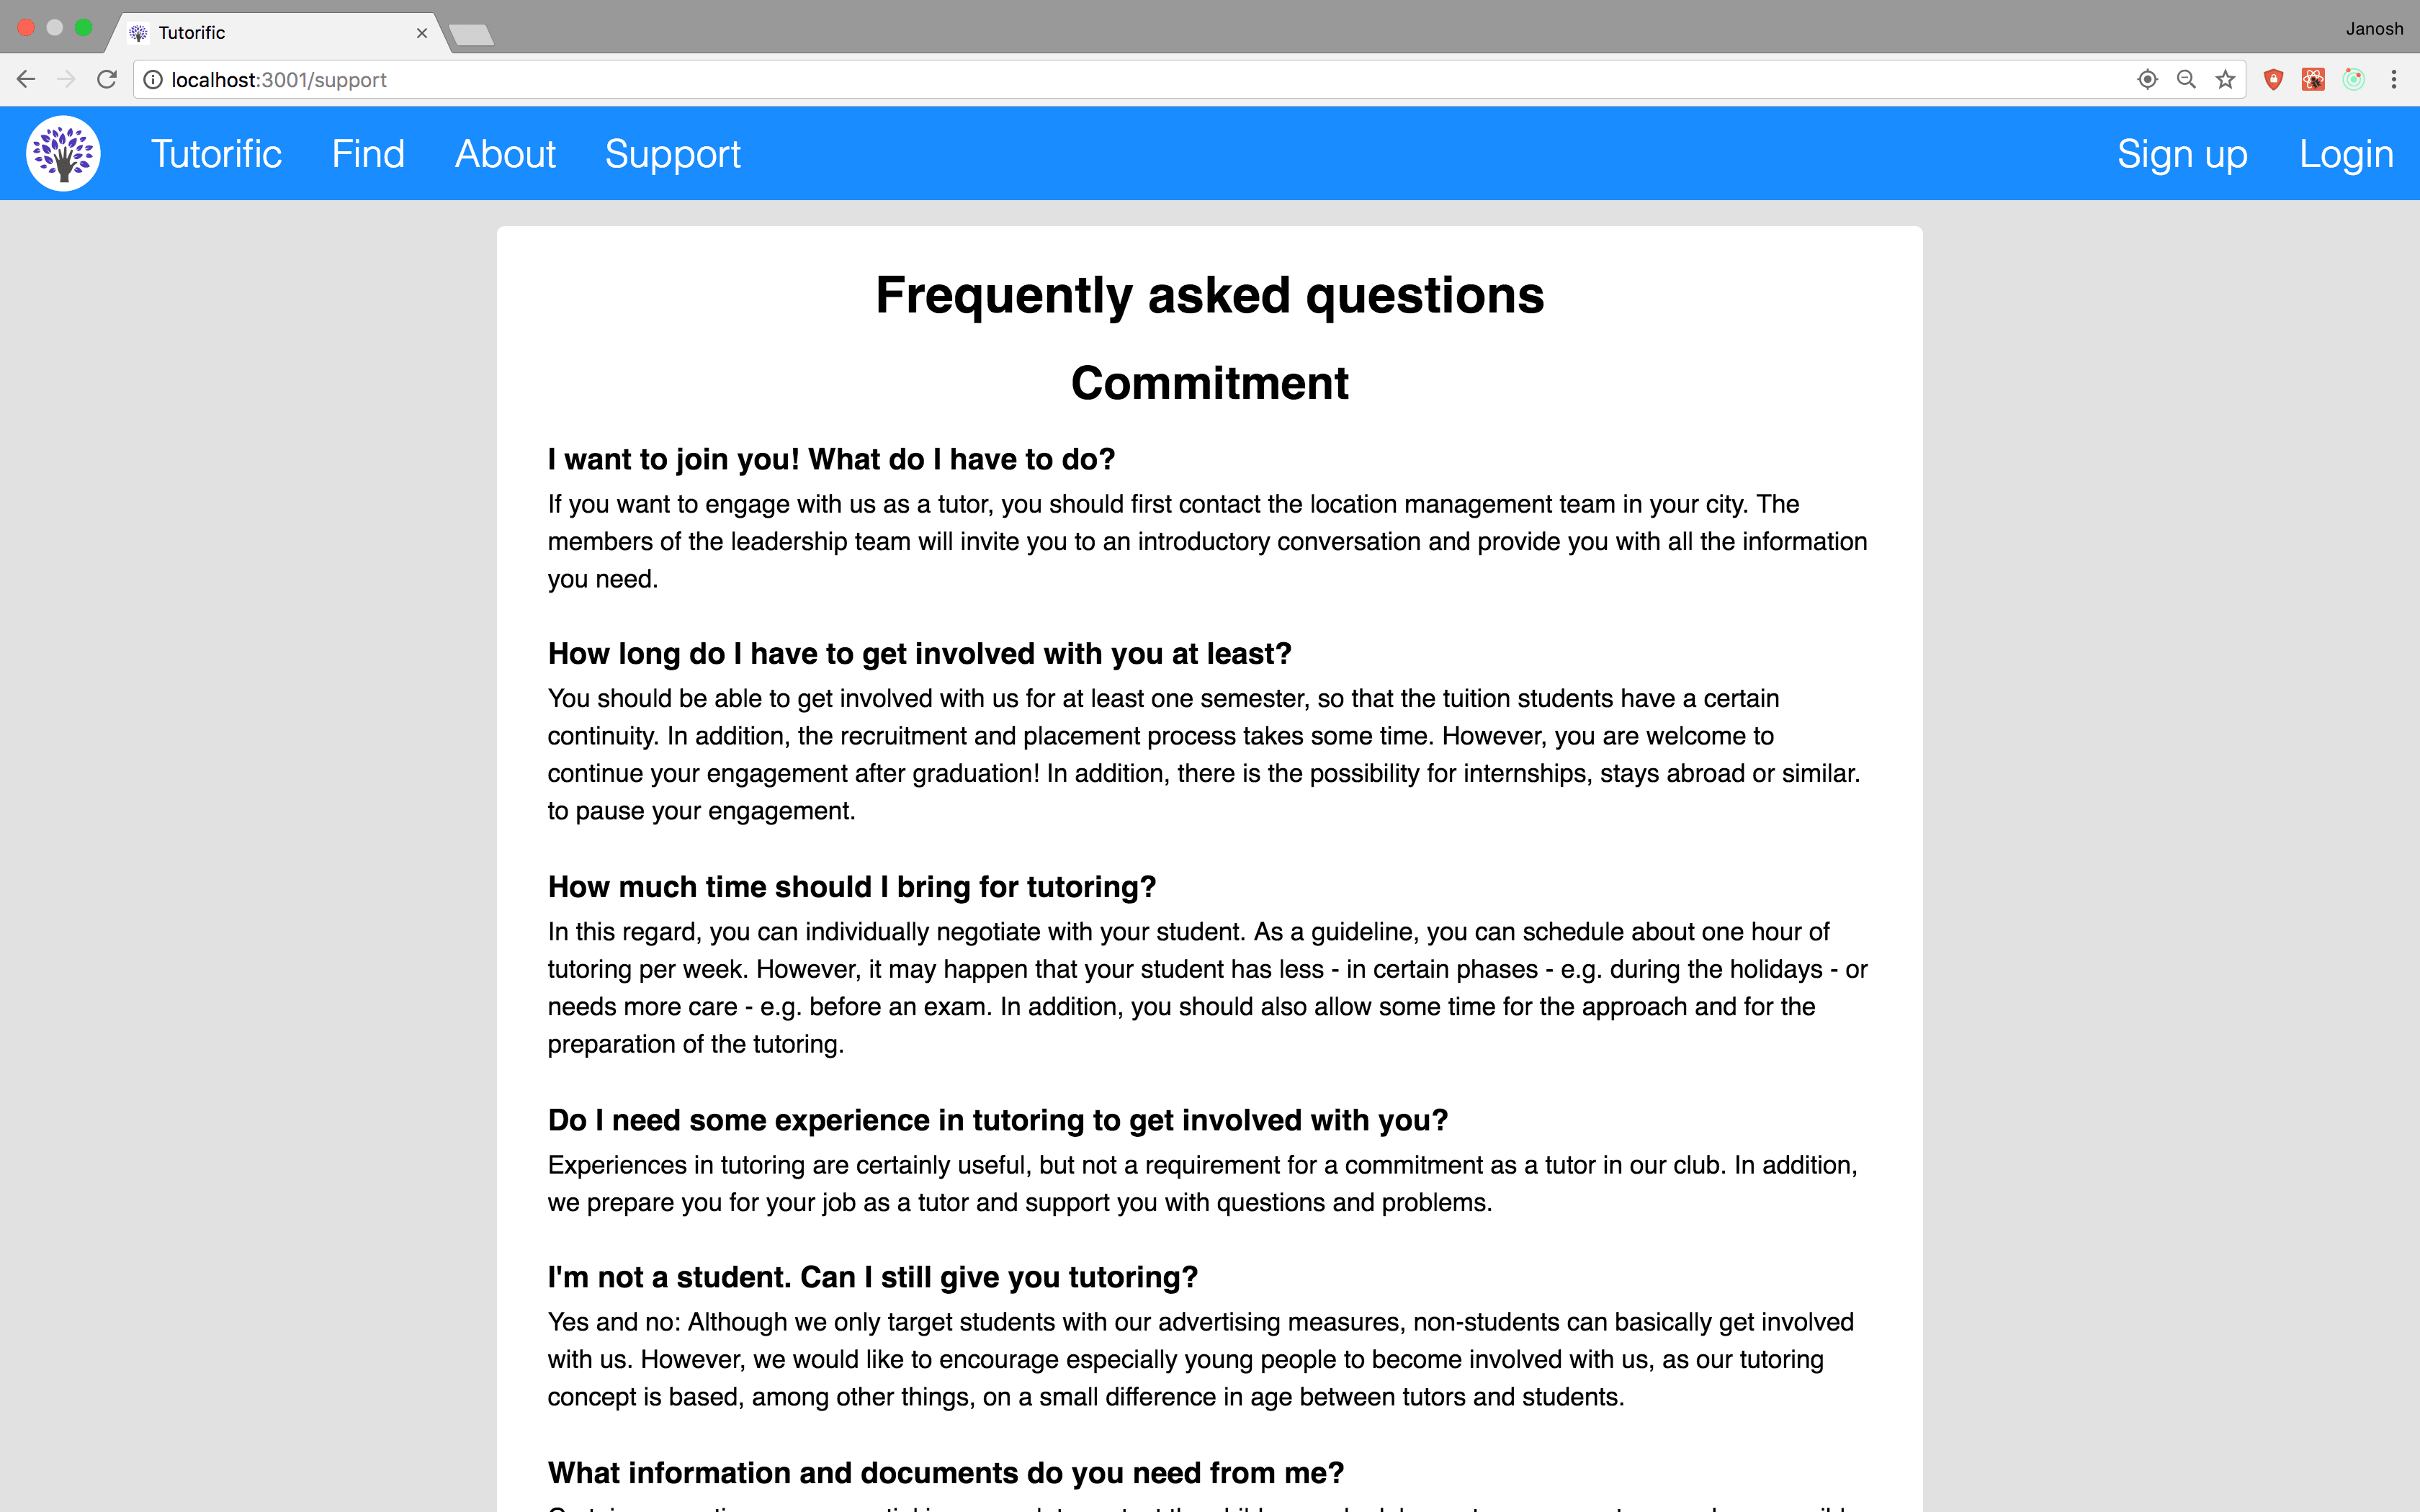 Tutorific
Janosh
localhost:3001/support
Tutorific Find About Support Sign up Login
Frequently asked questions
Commitment
I want to join you! What do I have to do?
If you want to engage with us as a tutor, you should first contact the location management team in your city. The
members of the leadership team will invite you to an introductory conversation and provide you with all the information
you need.
How long do I have to get involved with you at least?
You should be able to get involved with us for at least one semester, so that the tuition students have a certain
continuity. In addition, the recruitment and placement process takes some time. However, you are welcome to
continue your engagement after graduation! In addition, there is the possibility for internships, stays abroad or similar.
to pause your engagement.
How much time should I bring for tutoring?
In this regard, you can individually negotiate with your student. As a guideline, you can schedule about one hour of
tutoring per week. However, it may happen that your student has less - in certain phases - e.g. during the holidays - or
needs more care - e.g. before an exam. In addition, you should also allow some time for the approach and for the
preparation of the tutoring.
Do I need some experience in tutoring to get involved with you?
Experiences in tutoring are certainly useful, but not a requirement for a commitment as a tutor in our club. In addition,
we prepare you for your job as a tutor and support you with questions and problems.
I'm not a student. Can I still give you tutoring?
Yes and no: Although we only target students with our advertising measures, non-students can basically get involved
with us. However, we would like to encourage especially young people to become involved with us, as our tutoring
concept is based, among other things, on a small difference in age between tutors and students.
What information and documents do you need from me?